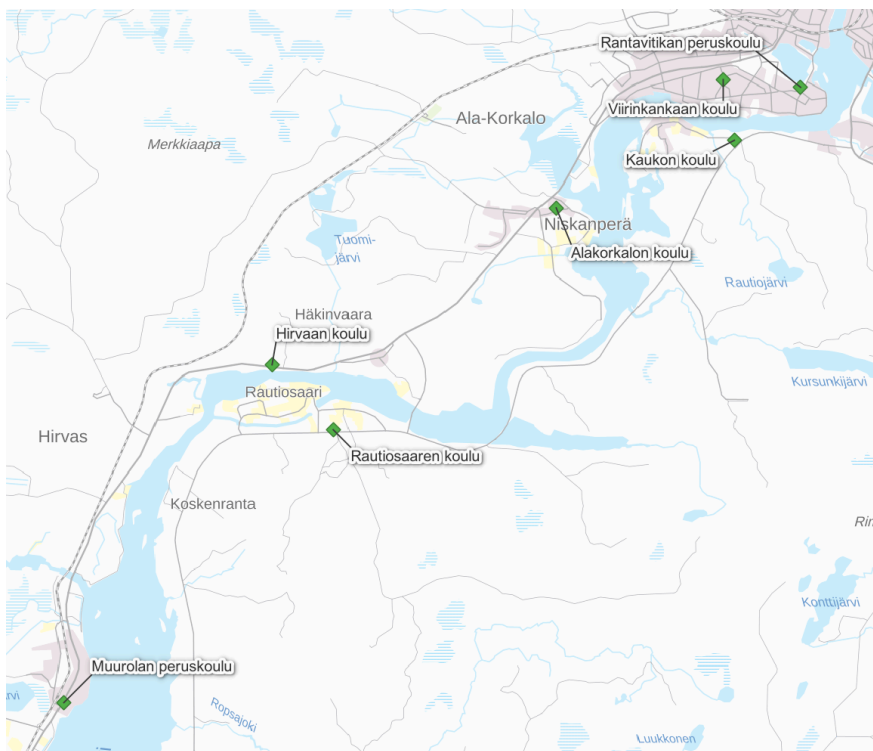 Rantavitikan peruskoulu
Viirinkankaan koulu
Ala-Korkalo
Merkkiaapa
Kaukon koulu
Niskanperä
Tuomi-
järvi
Alakorkalon koulu
Rautiojärvi
Häkinvaara
Hirvaan koulu
Kursunkijärvi
Rautiosaari
Hirvas
Rautiosaaren koulu
Koskenranta
Konttijärvi
Muurolan peruskoulu
Ropsajoki
Luukkonen